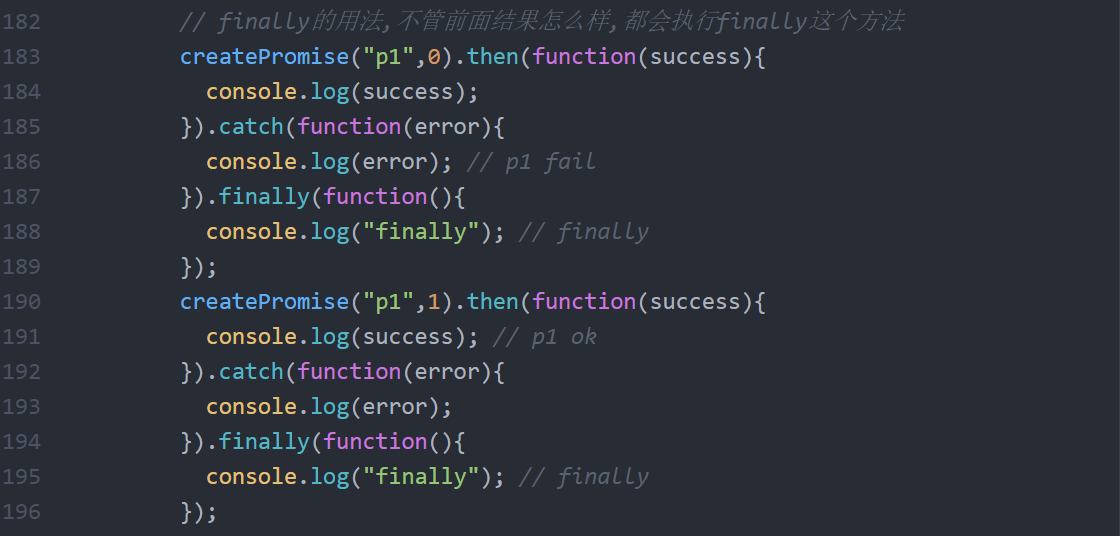 182 // finally的用法,不管前面结果怎么样,都会执行finally这个方法
183 createPromise("p1",0).then(function(success){
184 console.log(success);
185 }).catch(function(error){
186 console.log(error); // p1 fail
187 }).finally(function(){
188 console.log("finally"); // finally
189 });
190 createPromise("p1",1).then(function(success){
191 console.log(success); // p1 ok
192 }).catch(function(error){
193 console.log(error);
194 }).finally(function(){
195 console.log("finally"); // finally
196 });